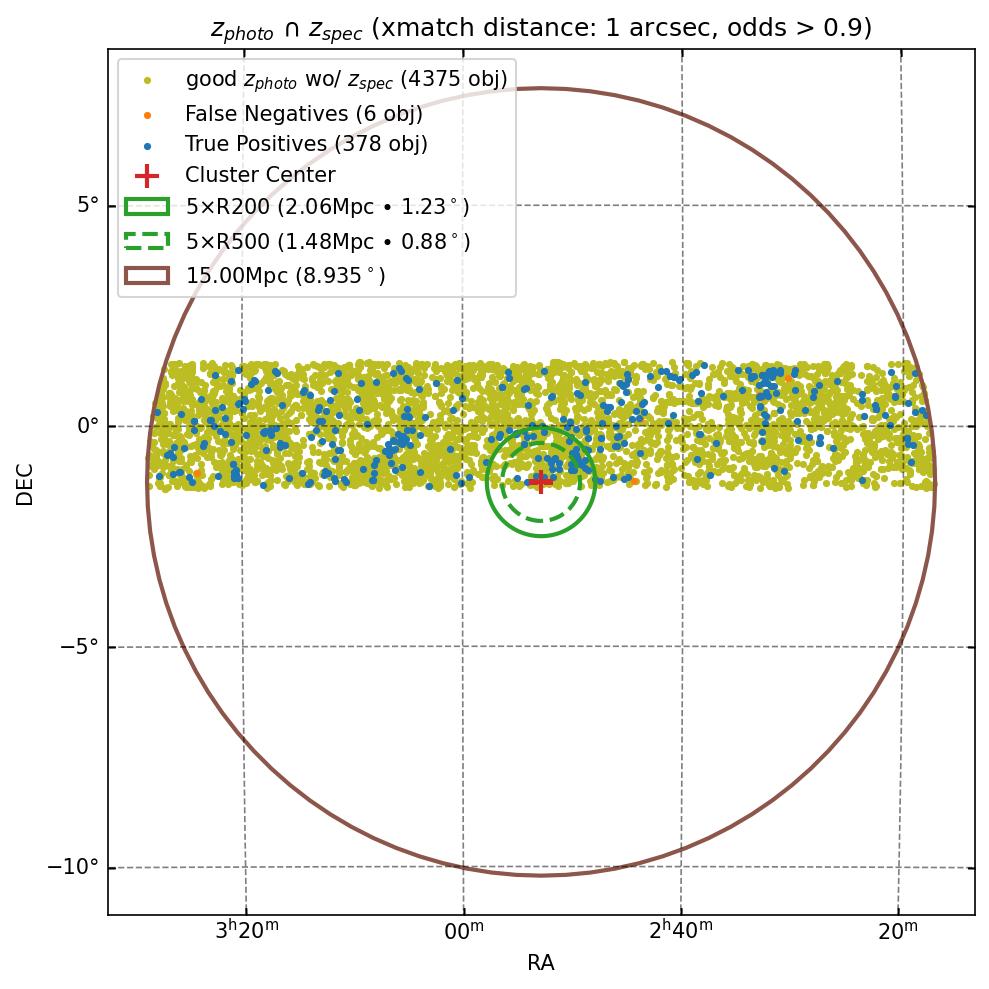 z_photo ∩ z_spec (xmatch distance: 1 arcsec, odds > 0.9)
good z_photo wo/ z_spec (4375 obj)
False Negatives (6 obj)
True Positives (378 obj)
Cluster Center
5×R200 (2.06Mpc • 1.23°)
5×R500 (1.48Mpc • 0.88°)
15.00Mpc (8.935°)
5°
0°
−5°
−10°
DEC
3h20m 00m 2h40m 20m
RA